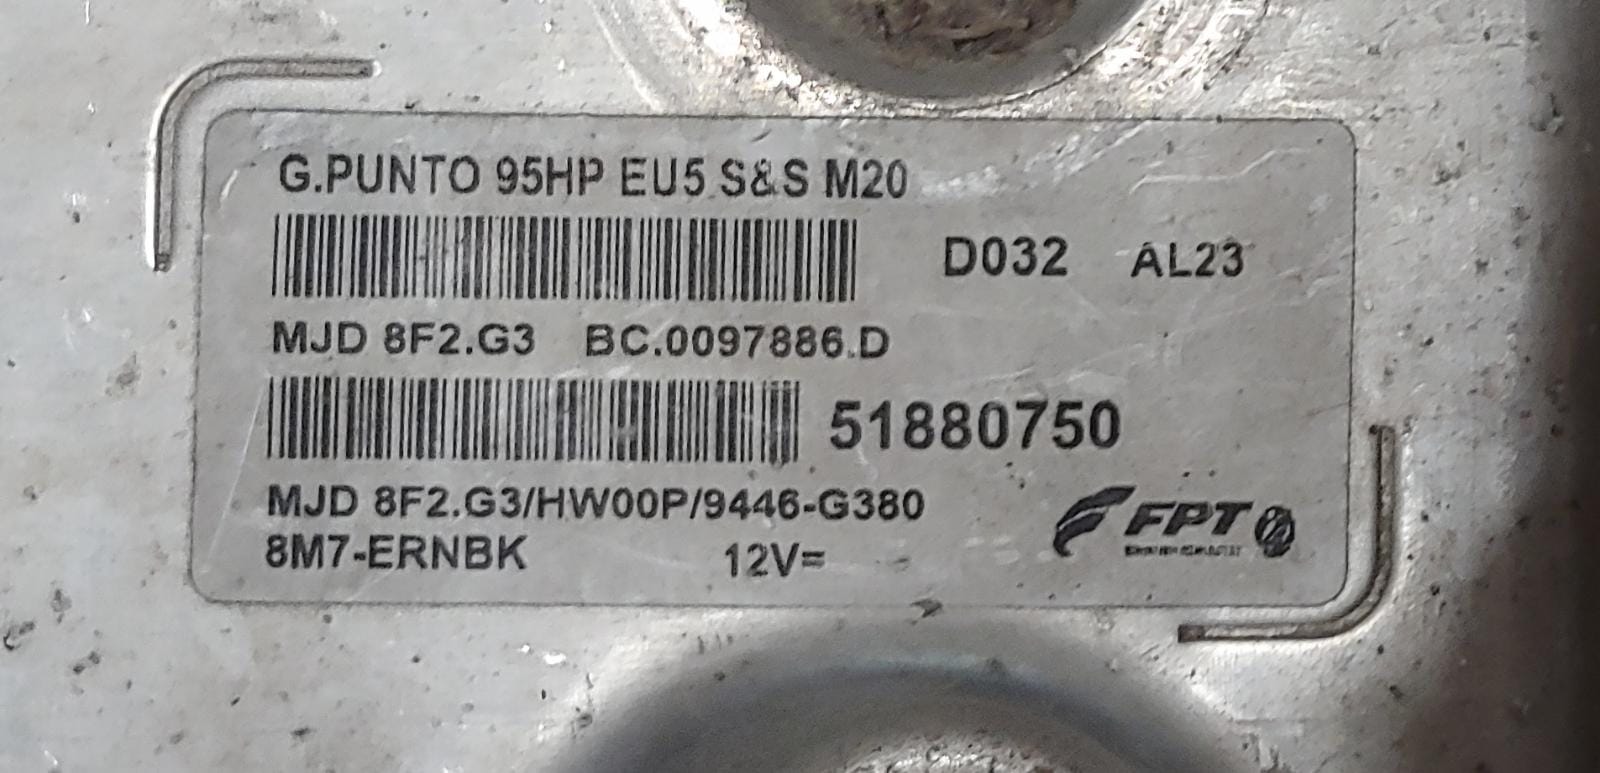 G.PUNTO 95HP EU5 S&S M20
D032 AL23
MJD 8F2.G3 BC.0097886.D
51880750
MJD 8F2.G3/HW00P/9446-G380
8M7-ERNBK 12V=
FPT